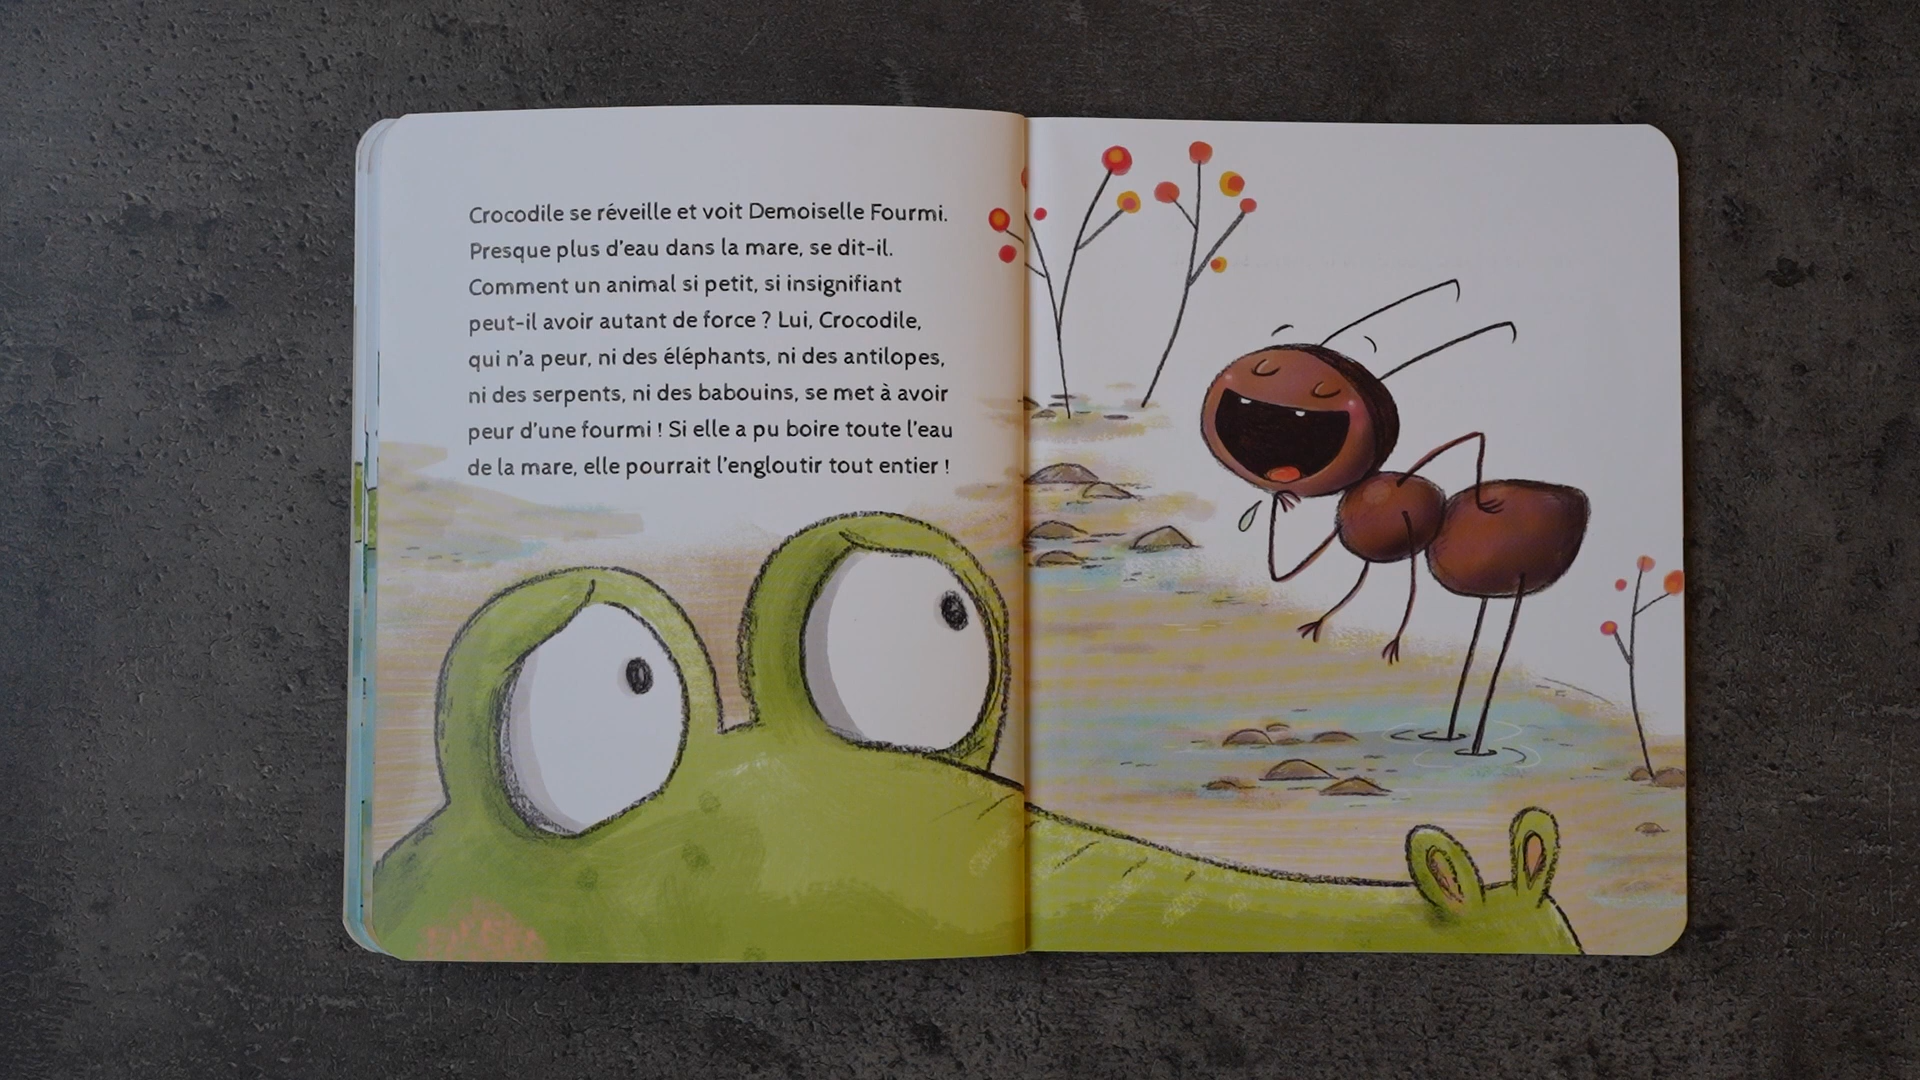 Crocodile se réveille et voit Demoiselle Fourmi.
Presque plus d'eau dans la mare, se dit-il.
Comment un animal si petit, si insignifiant
peut-il avoir autant de force ? Lui, Crocodile,
qui n'a peur, ni des éléphants, ni des antilopes,
ni des serpents, ni des babouins, se met à avoir
peur d'une fourmi ! Si elle a pu boire toute l'eau
de la mare, elle pourrait l'engloutir tout entier !